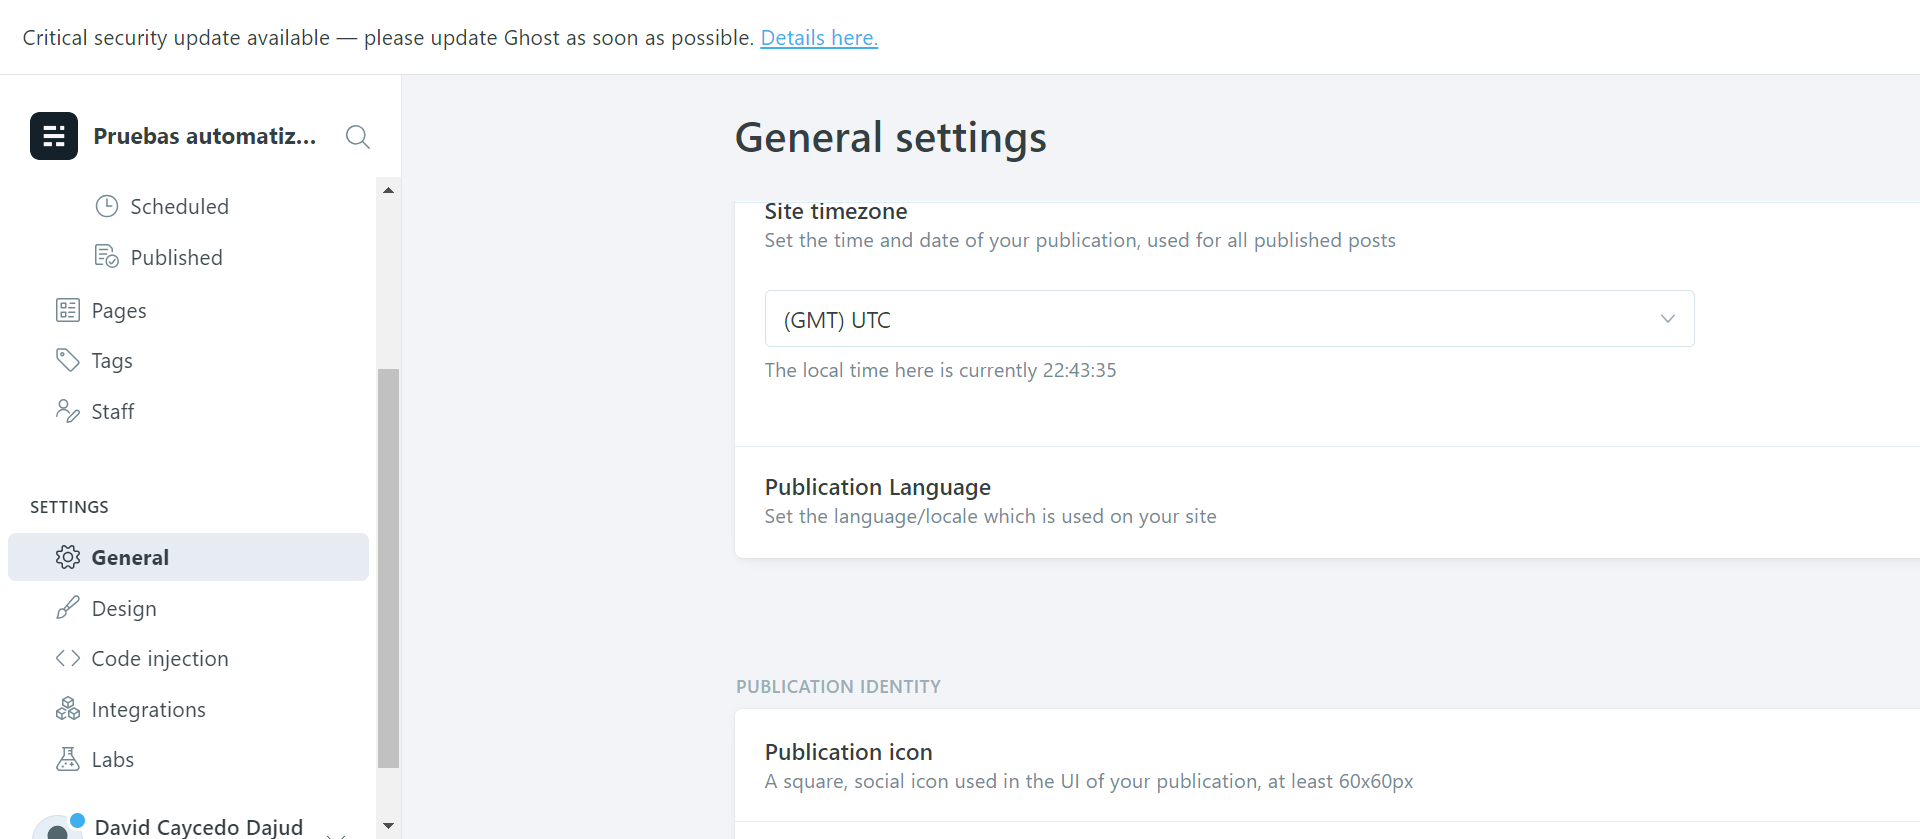 Critical security update available — please update Ghost as soon as possible. Details here.
Pruebas automatiz...
Scheduled
Published
Pages
Tags
Staff
SETTINGS
General
Design
Code injection
Integrations
Labs
David Caycedo Dajud
General settings
Site timezone
Set the time and date of your publication, used for all published posts
(GMT) UTC
The local time here is currently 22:43:35
Publication Language
Set the language/locale which is used on your site
PUBLICATION IDENTITY
Publication icon
A square, social icon used in the UI of your publication, at least 60x60px